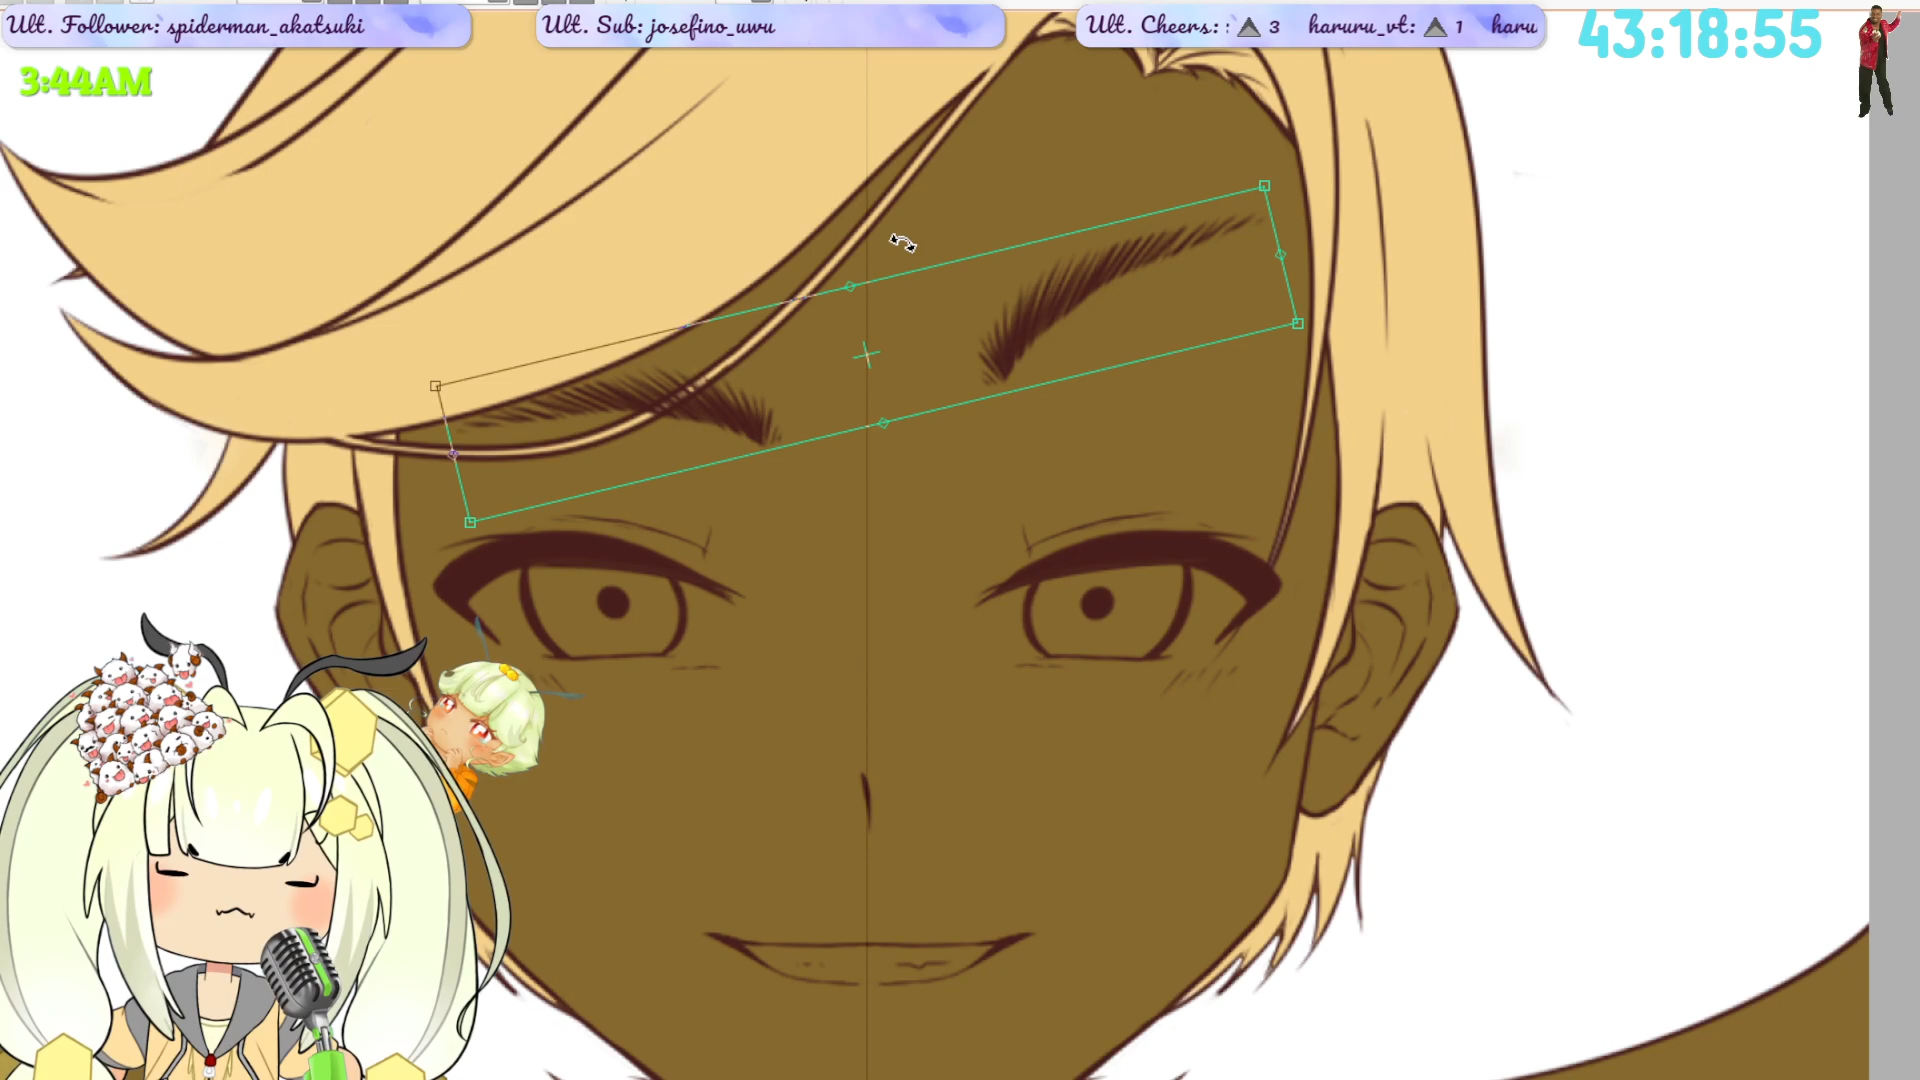 Ult. Follower: spiderman_akatsuki
Ult. Sub: josefino_uwu
Ult. Cheers: : 3 haruru_vt: 1 haru
43:18:55
3:44AM